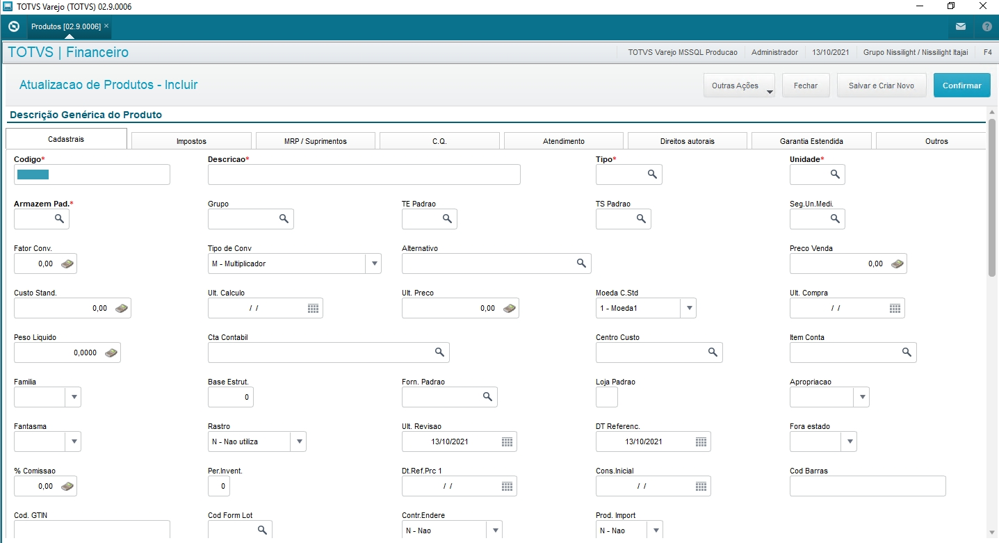 TOTVS Varejo (TOTVS) 02.9.0006
Produtos [02.9.0006] ×
TOTVS | Financeiro TOTVS Varejo MSSQL Producao Administrador 13/10/2021 Grupo Nissilight / Nissilight Itajai F4
Atualizacao de Produtos - Incluir Outras Ações Fechar Salvar e Criar Novo Confirmar
Descrição Genérica do Produto
Cadastrais Impostos MRP / Suprimentos C.Q. Atendimento Direitos autorais Garantia Estendida Outros
Codigo* Descricao* Tipo* Unidade*
Armazem Pad.* Grupo TE Padrao TS Padrao Seg.Un.Medi.
Fator Conv. Tipo de Conv Alternativo Preco Venda
0,00 M - Multiplicador 0,00
Custo Stand. Ult. Calculo Ult. Preco Moeda C.Std Ult. Compra
0,00 / / 0,00 1 - Moeda1 / /
Peso Liquido Cta Contabil Centro Custo Item Conta
0,0000
Familia Base Estrut. Forn. Padrao Loja Padrao Apropriacao
0
Fantasma Rastro Ult. Revisao DT Referenc. Fora estado
N - Nao utiliza 13/10/2021 13/10/2021
% Comissao Per.Invent. Dt.Ref.Prc 1 Cons.Inicial Cod Barras
0,00 0 / / / /
Cod. GTIN Cod Form Lot Contr.Endere Prod. Import
N - Nao N - Nao